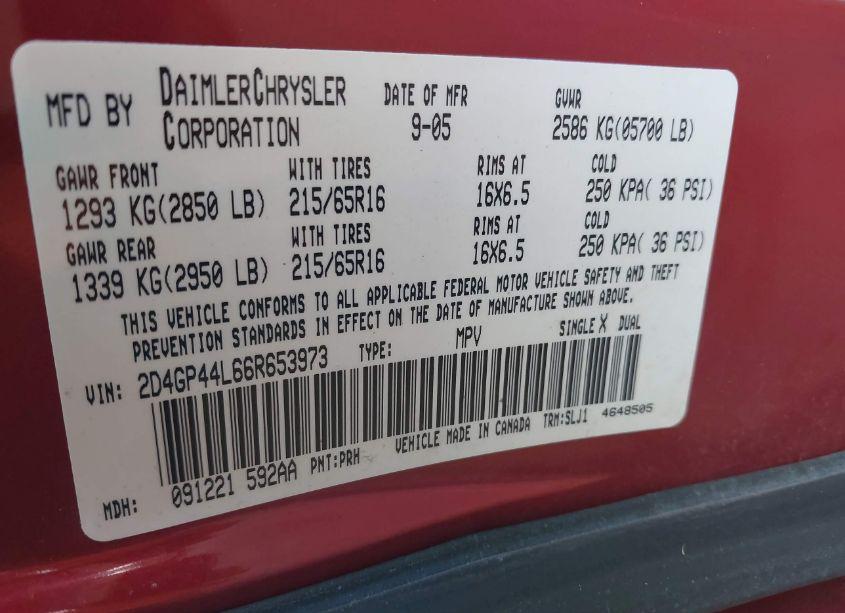 MFD BY DAIMLERCHRYSLER CORPORATION DATE OF MFR 9-05 GVWR 2586 KG(05700 LB)
GAWR FRONT WITH TIRES RIMS AT COLD
1293 KG(2850 LB) 215/65R16 16X6.5 250 KPA( 36 PSI)
GAWR REAR WITH TIRES RIMS AT COLD
1339 KG(2950 LB) 215/65R16 16X6.5 250 KPA( 36 PSI)
THIS VEHICLE CONFORMS TO ALL APPLICABLE FEDERAL MOTOR VEHICLE SAFETY AND THEFT
PREVENTION STANDARDS IN EFFECT ON THE DATE OF MANUFACTURE SHOWN ABOVE.
VIN: 2D4GP44L66R653973 TYPE: MPV SINGLE X DUAL
MDH: 091221 592AA PNT:PRH VEHICLE MADE IN CANADA TRM:SLJ1 4648505